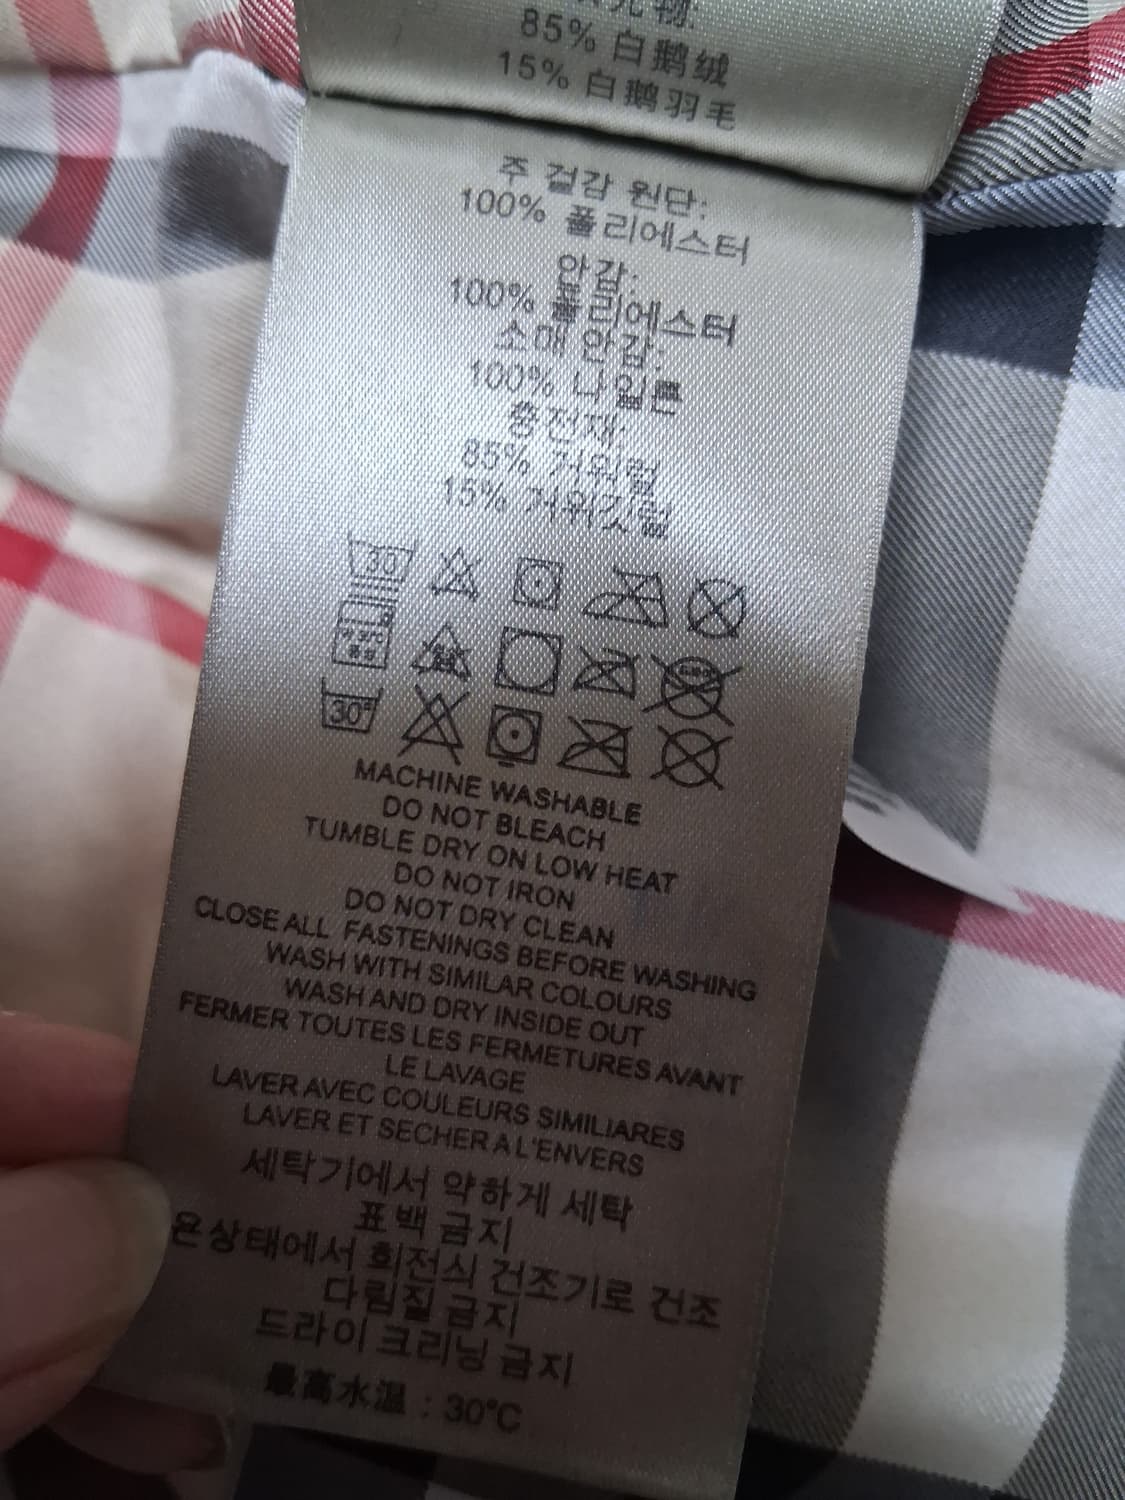 85% 白鹅绒
15% 白鹅羽毛
주 겉감 원단:
100% 폴리에스터
안감:
100% 폴리에스터
소매 안감:
100% 나일론
충전재:
85% 거위털
15% 거위깃털
30
30°
MACHINE WASHABLE
DO NOT BLEACH
TUMBLE DRY ON LOW HEAT
DO NOT IRON
DO NOT DRY CLEAN
CLOSE ALL FASTENINGS BEFORE WASHING
WASH WITH SIMILAR COLOURS
WASH AND DRY INSIDE OUT
FERMER TOUTES LES FERMETURES AVANT
LE LAVAGE
LAVER AVEC COULEURS SIMILIARES
LAVER ET SECHER A L'ENVERS
세탁기에서 약하게 세탁
표백 금지
온상태에서 회전식 건조기로 건조
다림질 금지
드라이 크리닝 금지
最高水温 : 30°C